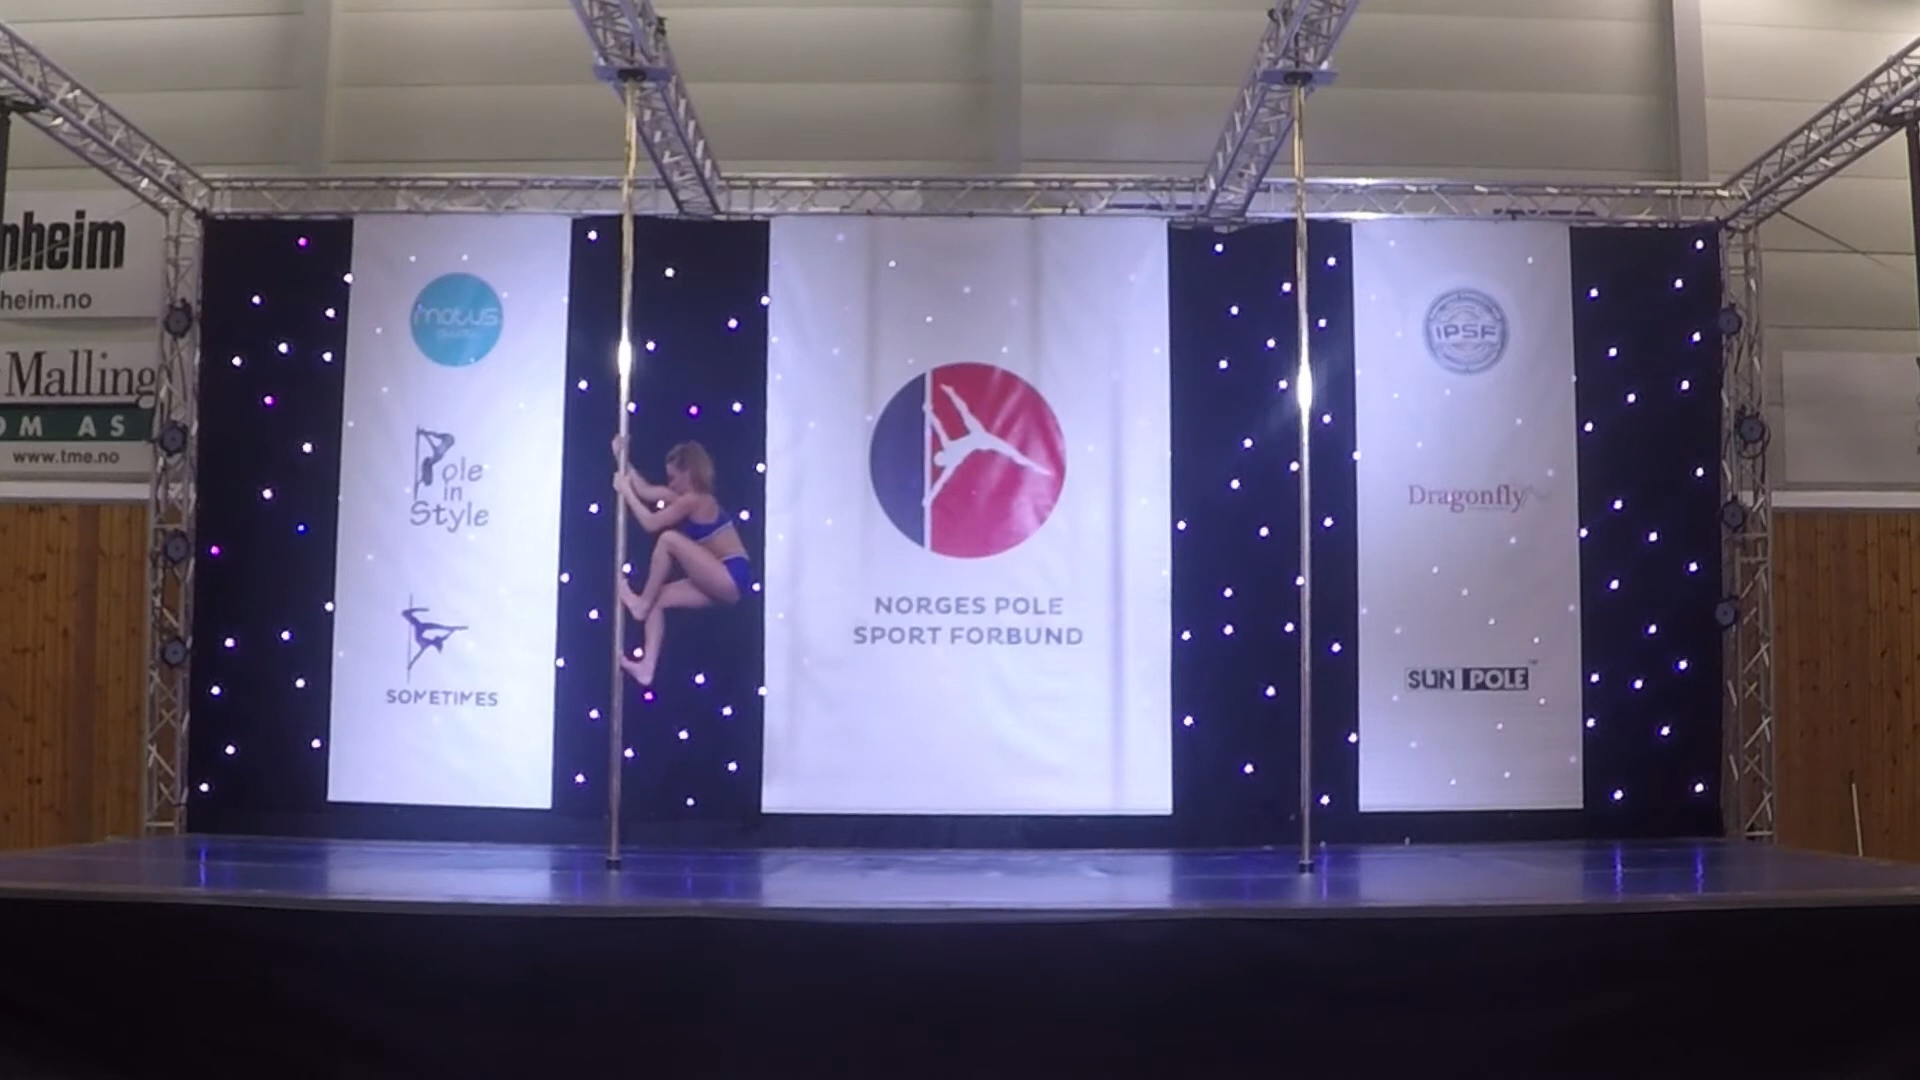 nheim
heim.no
Malling
OM AS
www.tme.no
motus
Pole
in
Style
SOMETIMES
NORGES POLE
SPORT FORBUND
IPSF
Dragonfly
SUN POLE